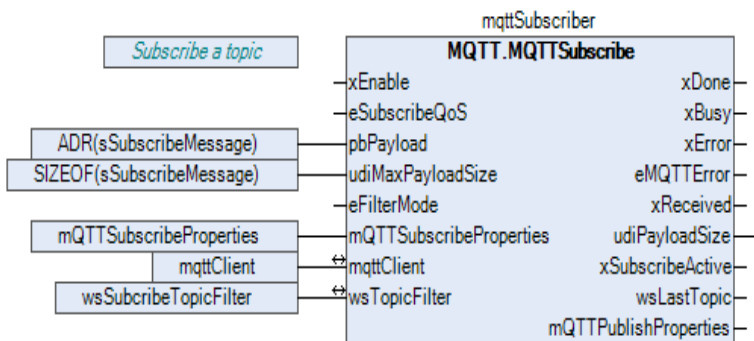 mqttSubscriber
Subscribe a topic
MQTT.MQTTSubscribe
xEnable xDone
eSubscribeQoS xBusy
ADR(sSubscribeMessage) pbPayload xError
SIZEOF(sSubscribeMessage) udiMaxPayloadSize eMQTTError
eFilterMode xReceived
mQTTSubscribeProperties mQTTSubscribeProperties udiPayloadSize
mqttClient mqttClient xSubscribeActive
wsSubcribeTopicFilter wsTopicFilter wsLastTopic
mQTTPublishProperties